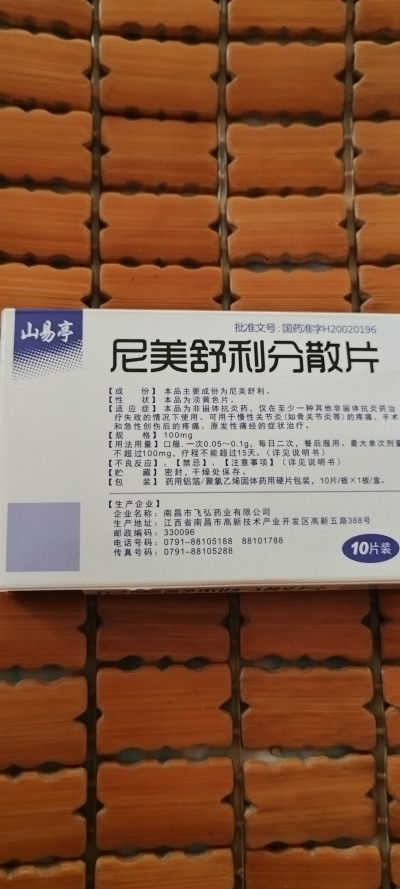 山易亭
批准文号:国药准字H20020196
尼美舒利分散片
【成 份】本品主要成份为尼美舒利。
【性 状】本品为淡黄色片。
【适应症】本品为非甾体抗炎药。仅在至少一种其他非甾体抗炎药治
疗失败的情况下使用。可用于慢性关节炎(如骨关节炎等)的疼痛、手术
和急性创伤后的疼痛、原发性痛经的症状治疗。
【规 格】100mg
【用法用量】口服,一次0.05~0.1g,每日二次,餐后服用。最大单次剂量
不超过100mg,疗程不能超过15天。(详见说明书)
【不良反应】、【禁忌】、【注意事项】(详见说明书)
【贮 藏】密封,干燥处保存。
【包 装】药用铝箔/聚氯乙烯固体药用硬片包装,10片/板×1板/盒。
【生产企业】
企业名称:南昌市飞弘药业有限公司
生产地址:江西省南昌市高新技术产业开发区高新五路388号
邮政编码:330096
电话号码:0791-88105188 88101788
传真号码:0791-88105288
10片装